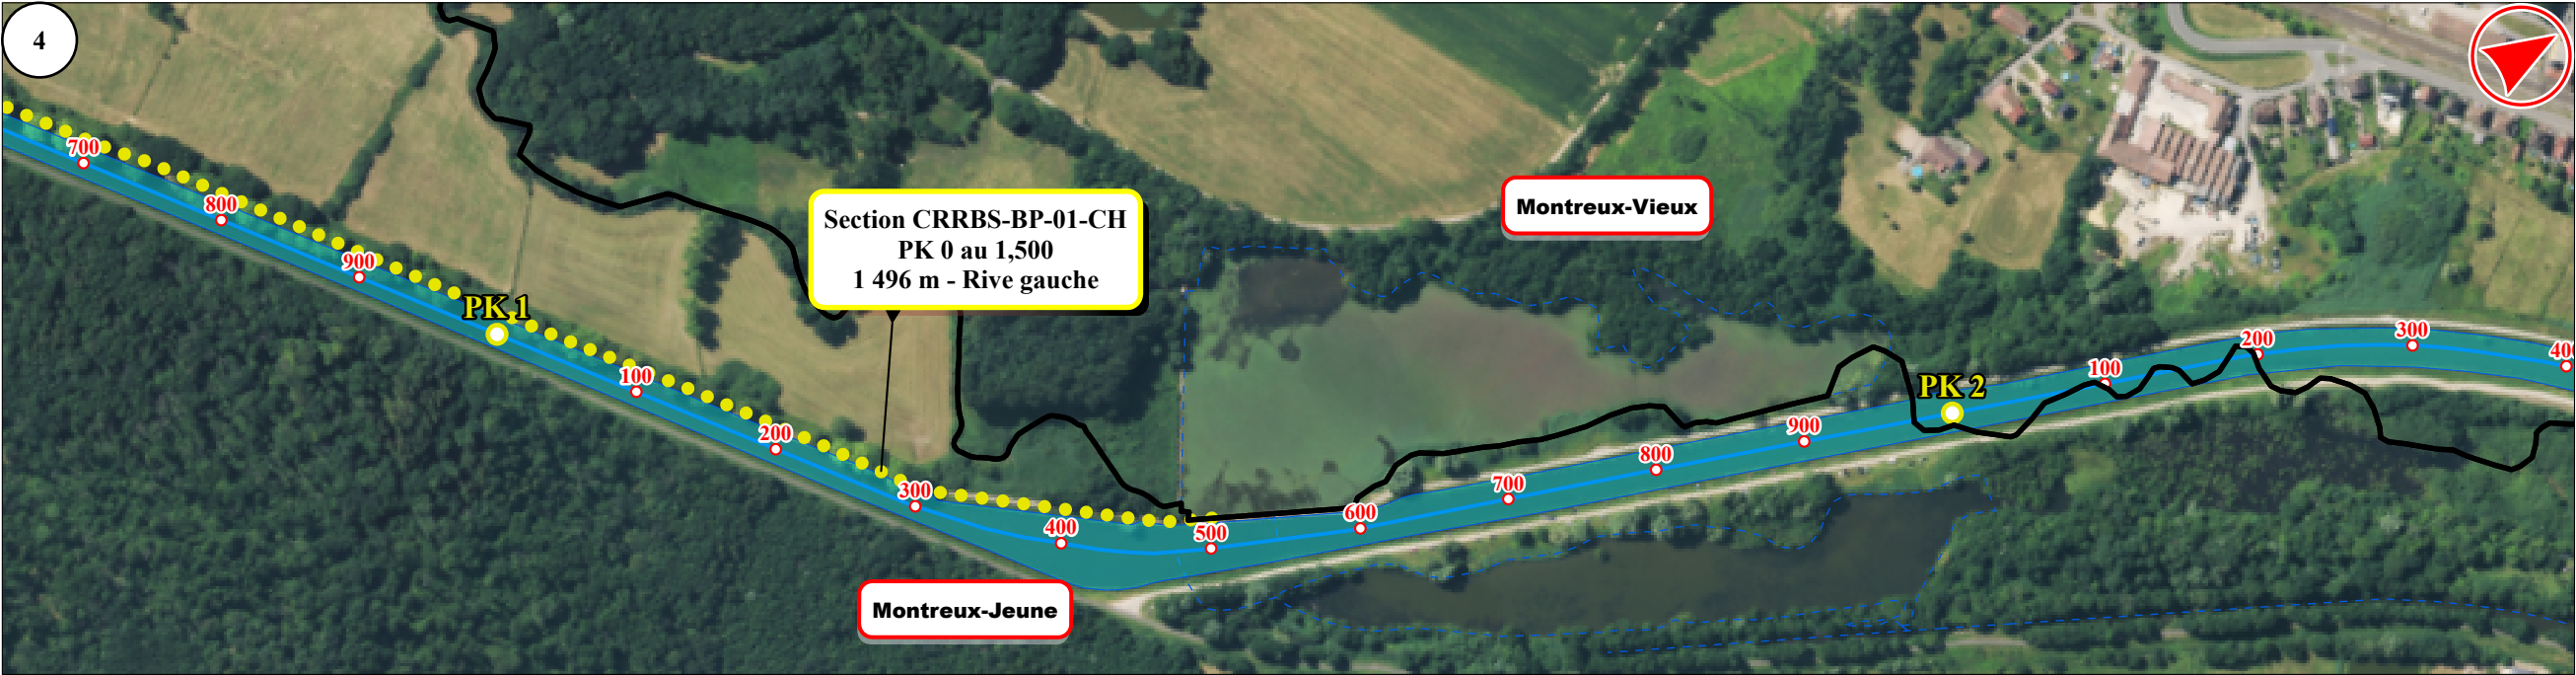 4
700
800
900
PK 1
100
200
300
400
500
600
700
800
900
PK 2
100
200
300
Section CRRBS-BP-01-CH
PK 0 au 1,500
1 496 m - Rive gauche
Montreux-Vieux
Montreux-Jeune